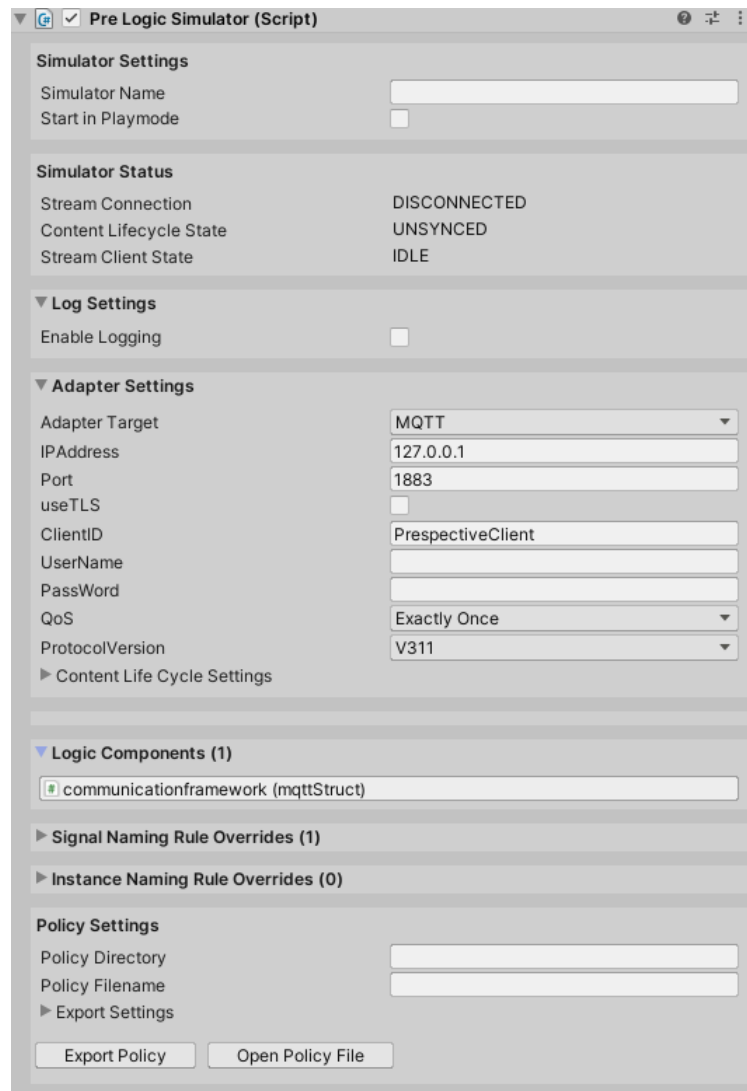 Pre Logic Simulator (Script)
Simulator Settings
Simulator Name
Start in Playmode
Simulator Status
Stream Connection DISCONNECTED
Content Lifecycle State UNSYNCED
Stream Client State IDLE
Log Settings
Enable Logging
Adapter Settings
Adapter Target MQTT
IPAddress 127.0.0.1
Port 1883
useTLS
ClientID PrespectiveClient
UserName
PassWord
QoS Exactly Once
ProtocolVersion V311
Content Life Cycle Settings
Logic Components (1)
communicationframework (mqttStruct)
Signal Naming Rule Overrides (1)
Instance Naming Rule Overrides (0)
Policy Settings
Policy Directory
Policy Filename
Export Settings
Export Policy Open Policy File